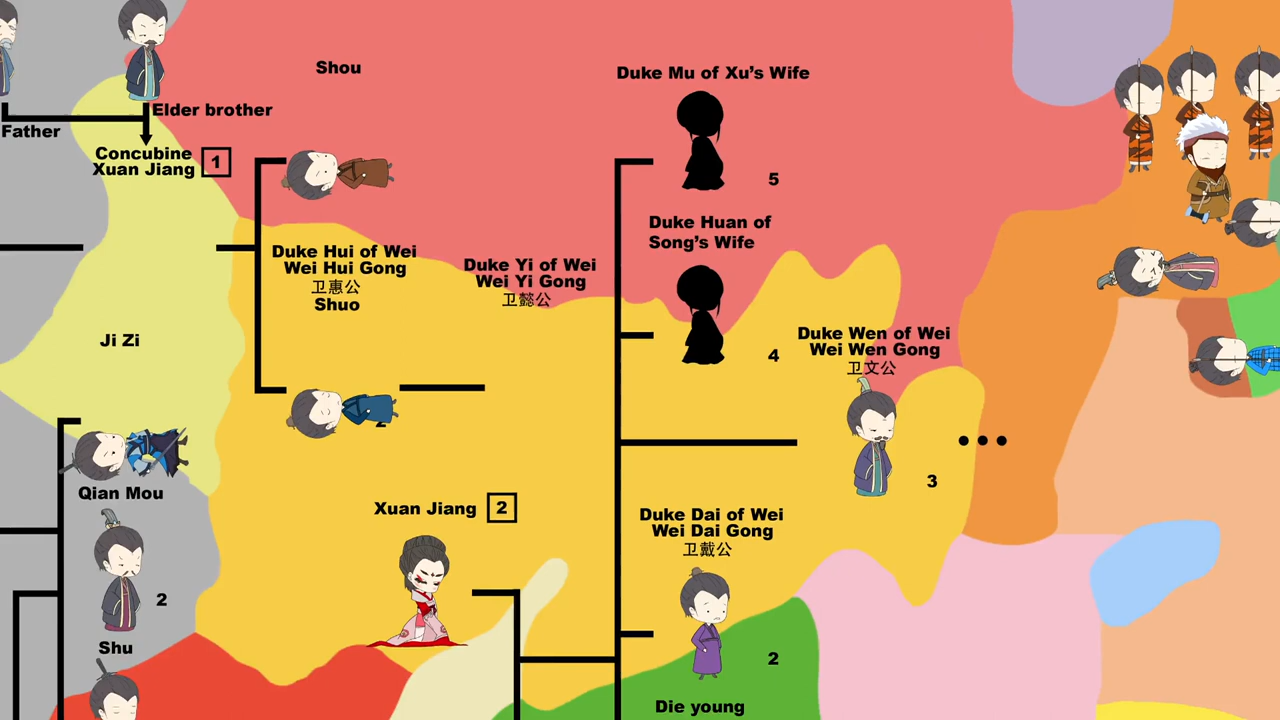 Shou
Duke Mu of Xu's Wife
Elder brother
Father
Concubine
Xuan Jiang 1
5
Duke Huan of
Song's Wife
Duke Hui of Wei
Wei Hui Gong
卫惠公
Shuo
Duke Yi of Wei
Wei Yi Gong
卫懿公
Ji Zi
4
Duke Wen of Wei
Wei Wen Gong
卫文公
3
Qian Mou
Xuan Jiang 2
Duke Dai of Wei
Wei Dai Gong
卫戴公
2
Shu
2
Die young